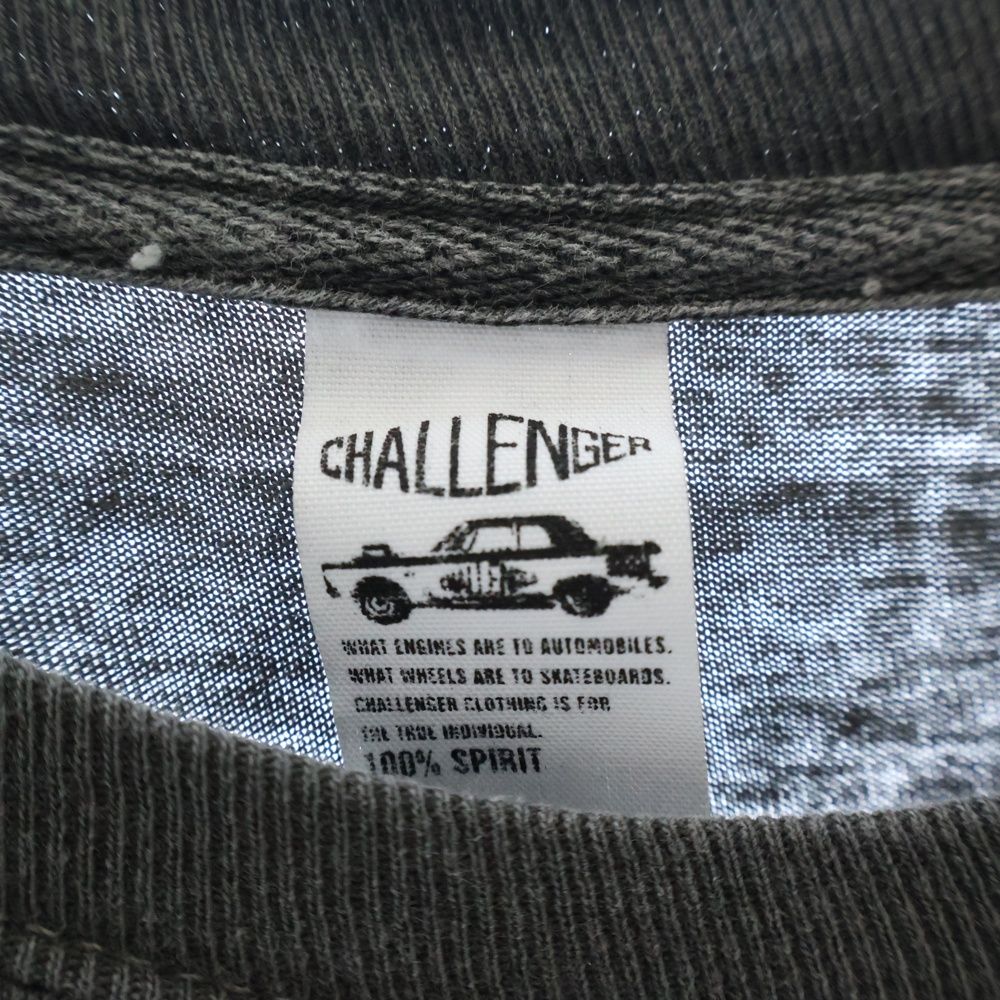 CHALLENGER
WHAT ENGINES ARE TO AUTOMOBILES.
WHAT WHEELS ARE TO SKATEBOARDS.
CHALLENGER CLOTHING IS FOR
THE TRUE INDIVIDUAL.
100% SPIRIT